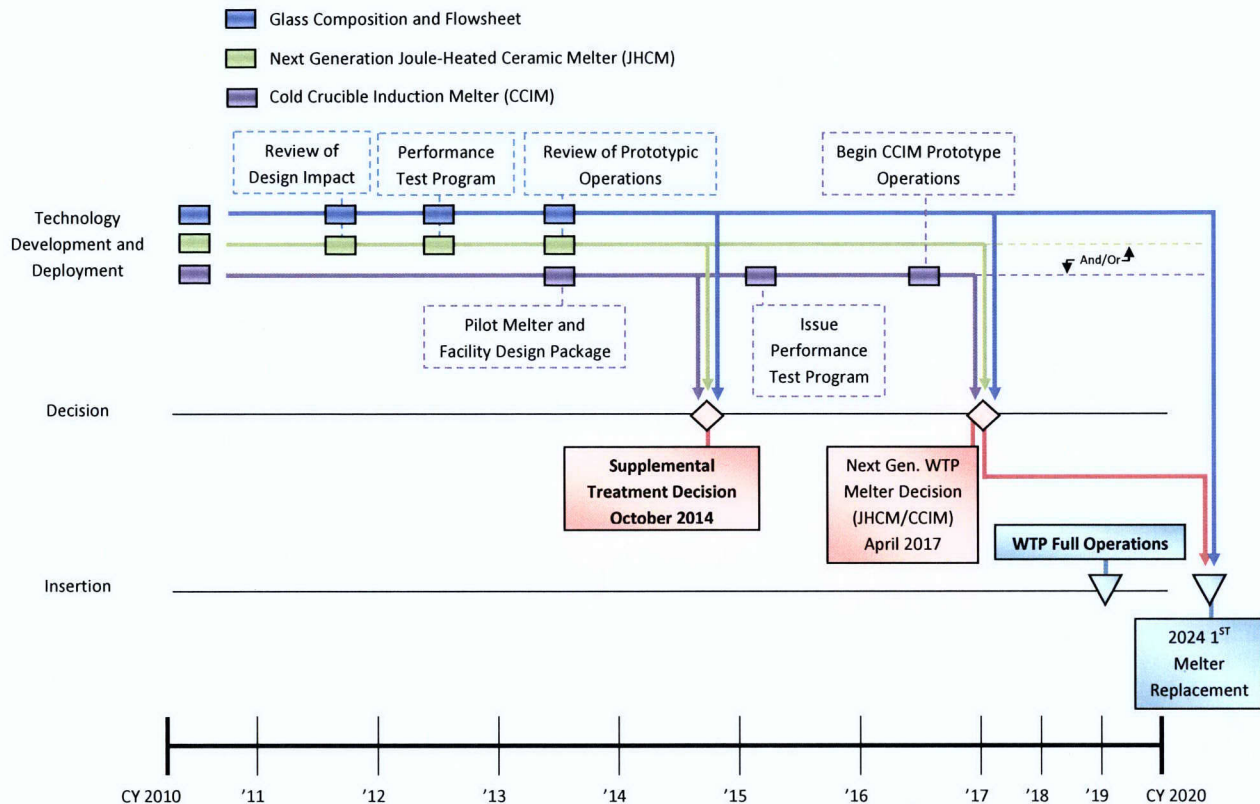 Glass Composition and Flowsheet
Next Generation Joule-Heated Ceramic Melter (JHCM)
Cold Crucible Induction Melter (CCIM)
Review of
Design Impact
Performance
Test Program
Review of Prototypic
Operations
Begin CCIM Prototype
Operations
Technology
Development and
Deployment
And/Or
Pilot Melter and
Facility Design Package
Issue
Performance
Test Program
Decision
Supplemental
Treatment Decision
October 2014
Next Gen. WTP
Melter Decision
(JHCM/CCIM)
April 2017
WTP Full Operations
Insertion
2024 1ST
Melter
Replacement
CY 2010 '11 '12 '13 '14 '15 '16 '17 '18 '19 CY 2020